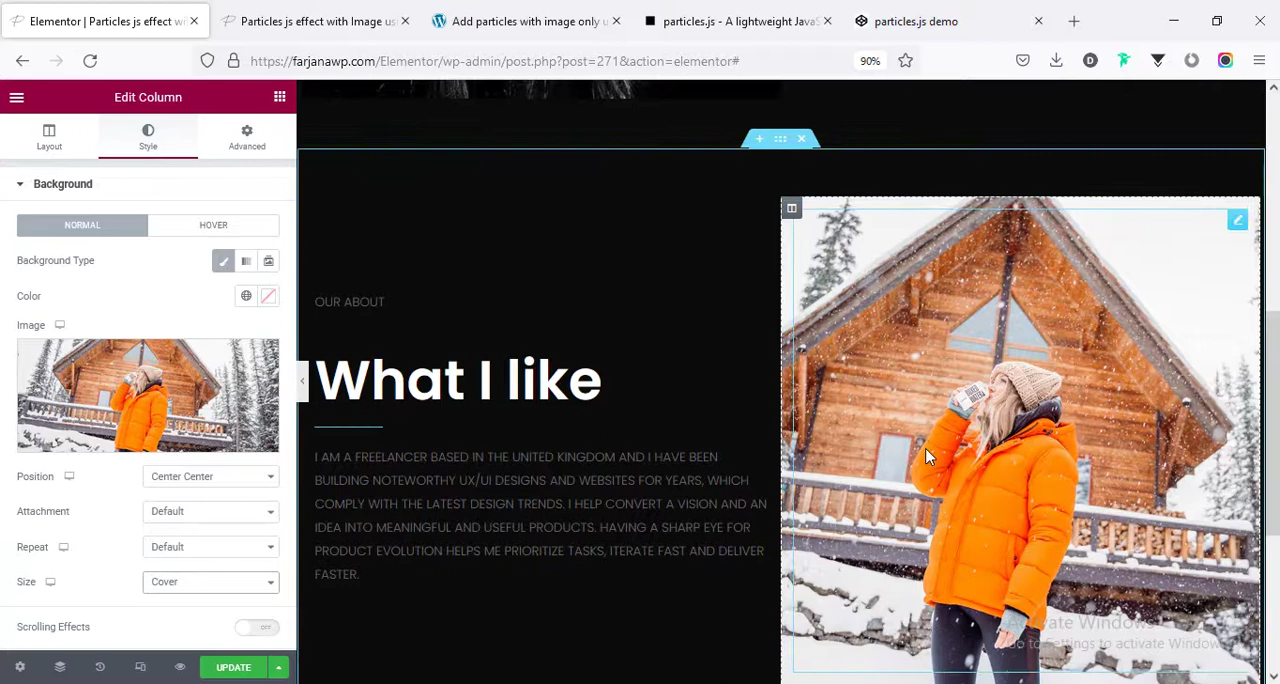 Elementor | Particles js effect wi
Particles js effect with Image us
Add particles with image only u
particles.js - A lightweight JavaS
particles.js demo
https://farjanawp.com/Elementor/wp-admin/post.php?post=271&action=elementor#
90%
Edit Column
Layout
Style
Advanced
Background
NORMAL
HOVER
Background Type
Color
Image
Position
Center Center
Attachment
Default
Repeat
Default
Size
Cover
Scrolling Effects
OFF
UPDATE
OUR ABOUT
What I like
I AM A FREELANCER BASED IN THE UNITED KINGDOM AND I HAVE BEEN
BUILDING NOTEWORTHY UX/UI DESIGNS AND WEBSITES FOR YEARS, WHICH
COMPLY WITH THE LATEST DESIGN TRENDS. I HELP CONVERT A VISION AND AN
IDEA INTO MEANINGFUL AND USEFUL PRODUCTS. HAVING A SHARP EYE FOR
PRODUCT EVOLUTION HELPS ME PRIORITIZE TASKS, ITERATE FAST AND DELIVER
FASTER.
Activate Windows
Go to Settings to activate Windows